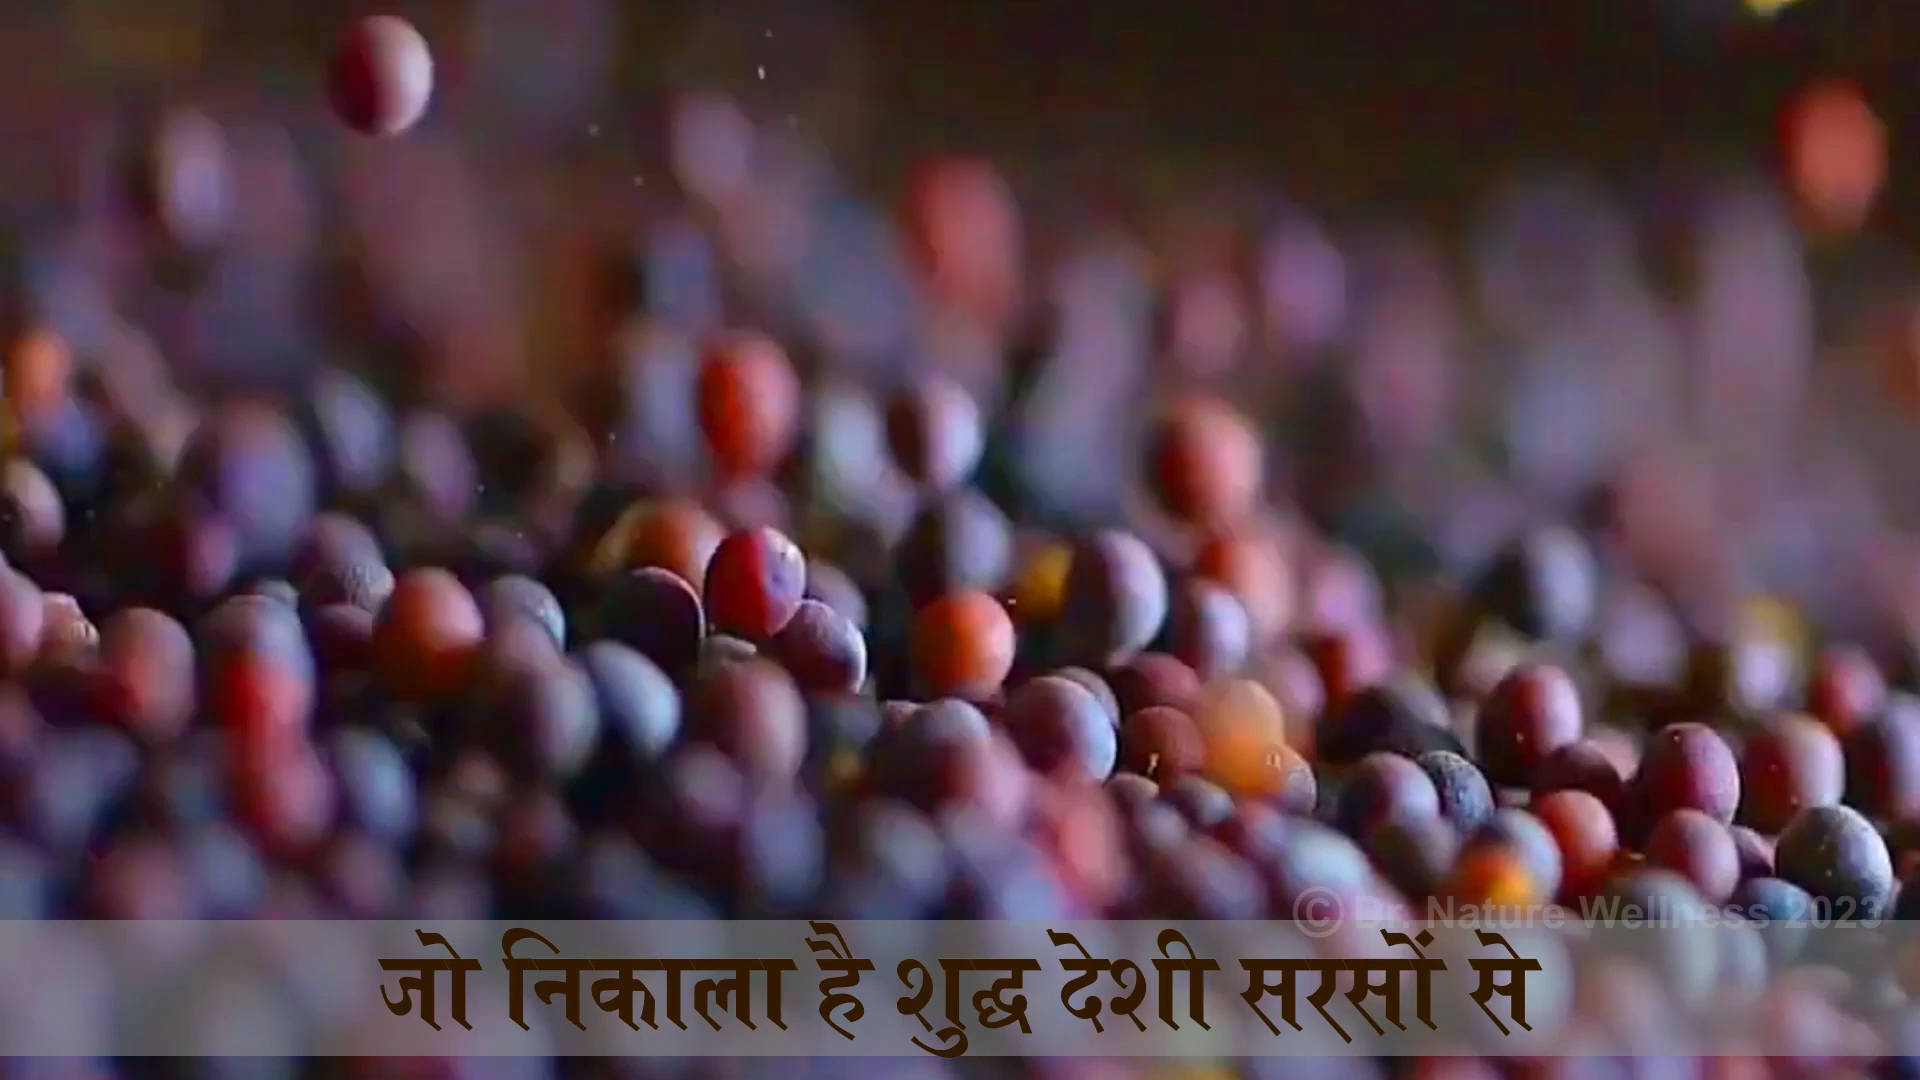 © Dr. Nature Wellness 2023
जो निकाला है शुद्ध देशी सरसों से